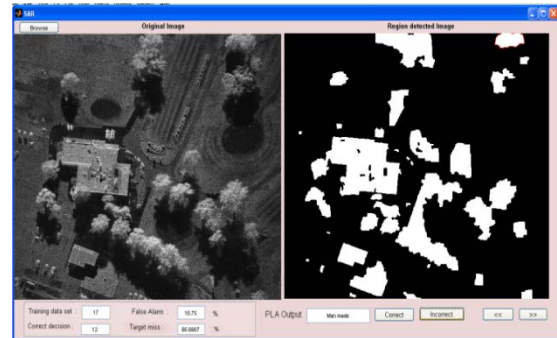 SAR
Browse
Original Image
Region detected Image
Training data set : 17
False Alarm : 18.75 %
Correct decision : 12
Target miss : 66.6667 %
PLA Output
Man made
Correct
Incorrect
<<
>>